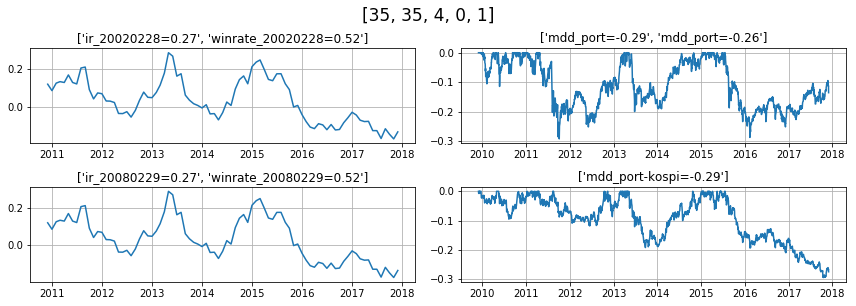 [35, 35, 4, 0, 1]
['ir_20020228=0.27', 'winrate_20020228=0.52']
0.2
0.0
2011 2012 2013 2014 2015 2016 2017 2018
['mdd_port=-0.29', 'mdd_port=-0.26']
0.0
−0.1
−0.2
−0.3
2010 2011 2012 2013 2014 2015 2016 2017 2018
['ir_20080229=0.27', 'winrate_20080229=0.52']
0.2
0.0
2011 2012 2013 2014 2015 2016 2017 2018
['mdd_port-kospi=-0.29']
0.0
−0.1
−0.2
−0.3
2010 2011 2012 2013 2014 2015 2016 2017 2018